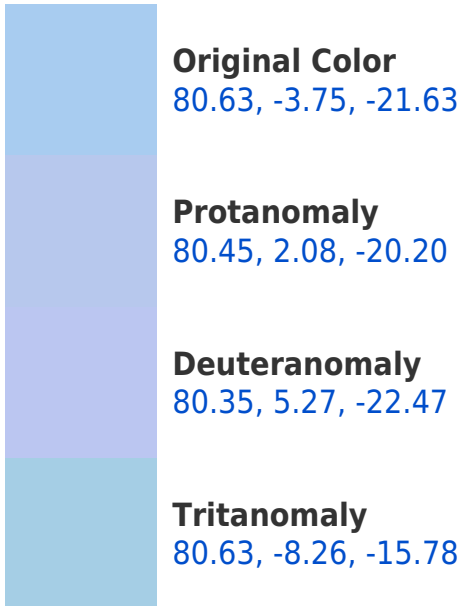 Original Color
80.63, -3.75, -21.63
Protanomaly
80.45, 2.08, -20.20
Deuteranomaly
80.35, 5.27, -22.47
Tritanomaly
80.63, -8.26, -15.78